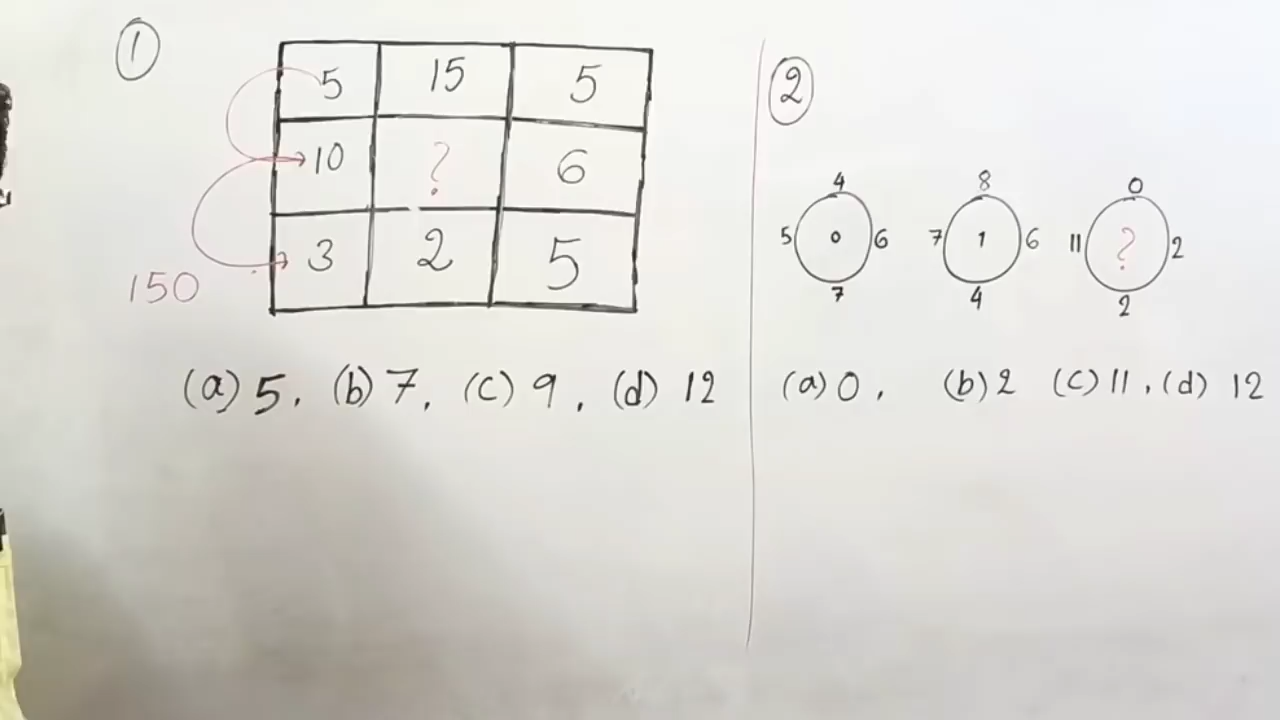 1
5 15 5
10 ? 6
3 2 5
150
(a) 5, (b) 7, (c) 9, (d) 12
2
4
5 0 6
7
8
7 1 6
4
0
11 ? 2
2
(a) 0, (b) 2 (c) 11, (d) 12